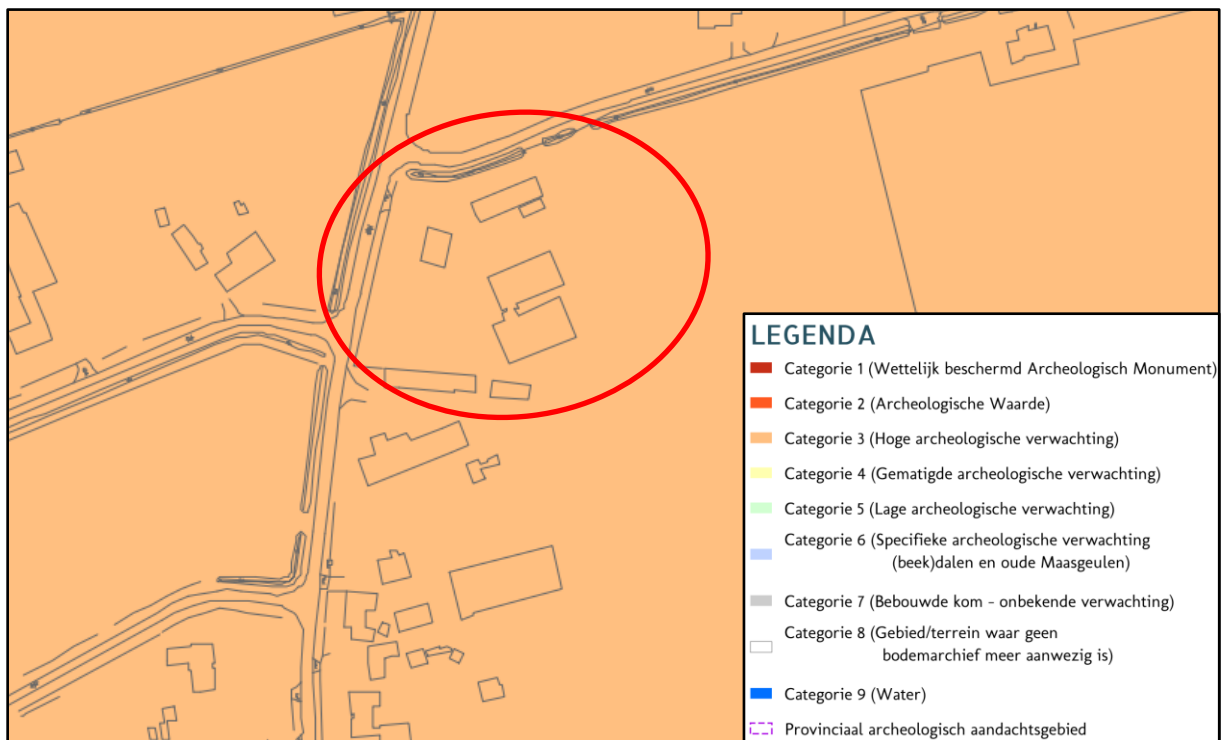 LEGENDA
Categorie 1 (Wettelijk beschermd Archeologisch Monument)
Categorie 2 (Archeologische Waarde)
Categorie 3 (Hoge archeologische verwachting)
Categorie 4 (Gematigde archeologische verwachting)
Categorie 5 (Lage archeologische verwachting)
Categorie 6 (Specifieke archeologische verwachting
(beek)dalen en oude Maasgeulen)
Categorie 7 (Bebouwde kom – onbekende verwachting)
Categorie 8 (Gebied/terrein waar geen
bodemarchief meer aanwezig is)
Categorie 9 (Water)
Provinciaal archeologisch aandachtsgebied